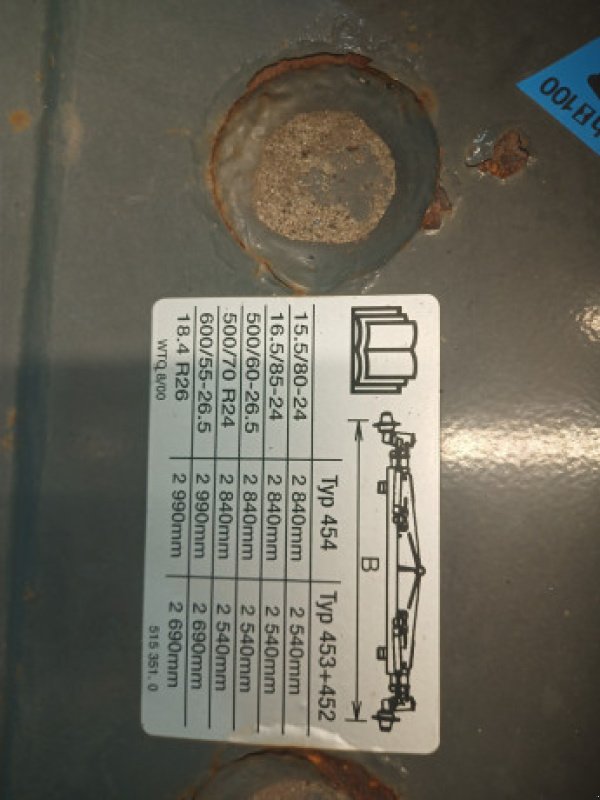 B
Typ 454 Typ 453+452
15.5/80-24 2 840mm 2 540mm
16.5/85-24 2 840mm 2 540mm
500/60-26.5 2 840mm 2 540mm
500/70 R24 2 840mm 2 540mm
600/55-26.5 2 990mm 2 690mm
18.4 R26 2 990mm 2 690mm
WTQ 8/00 515 351. 0
100